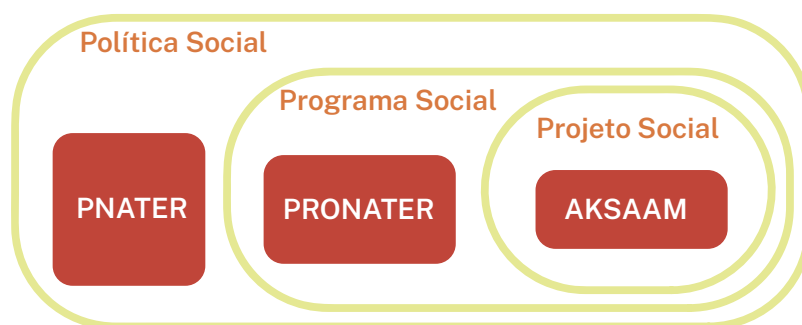 Política Social
Programa Social
Projeto Social
PNATER
PRONATER
AKSAAM